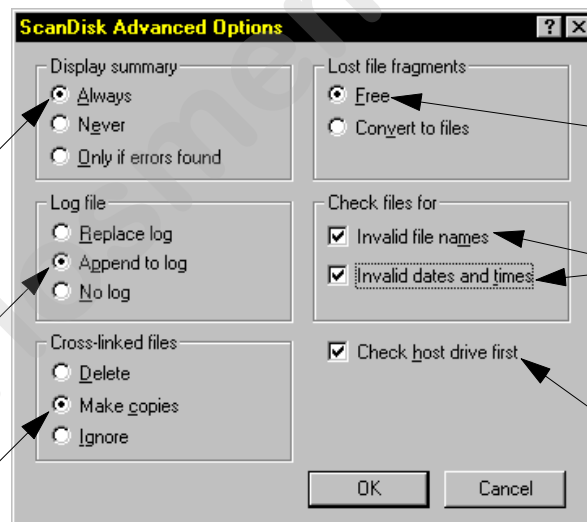 ScanDisk Advanced Options
Display summary
Always
Never
Only if errors found
Log file
Replace log
Append to log
No log
Cross-linked files
Delete
Make copies
Ignore
Lost file fragments
Free
Convert to files
Check files for
Invalid file names
Invalid dates and times
Check host drive first
OK
Cancel